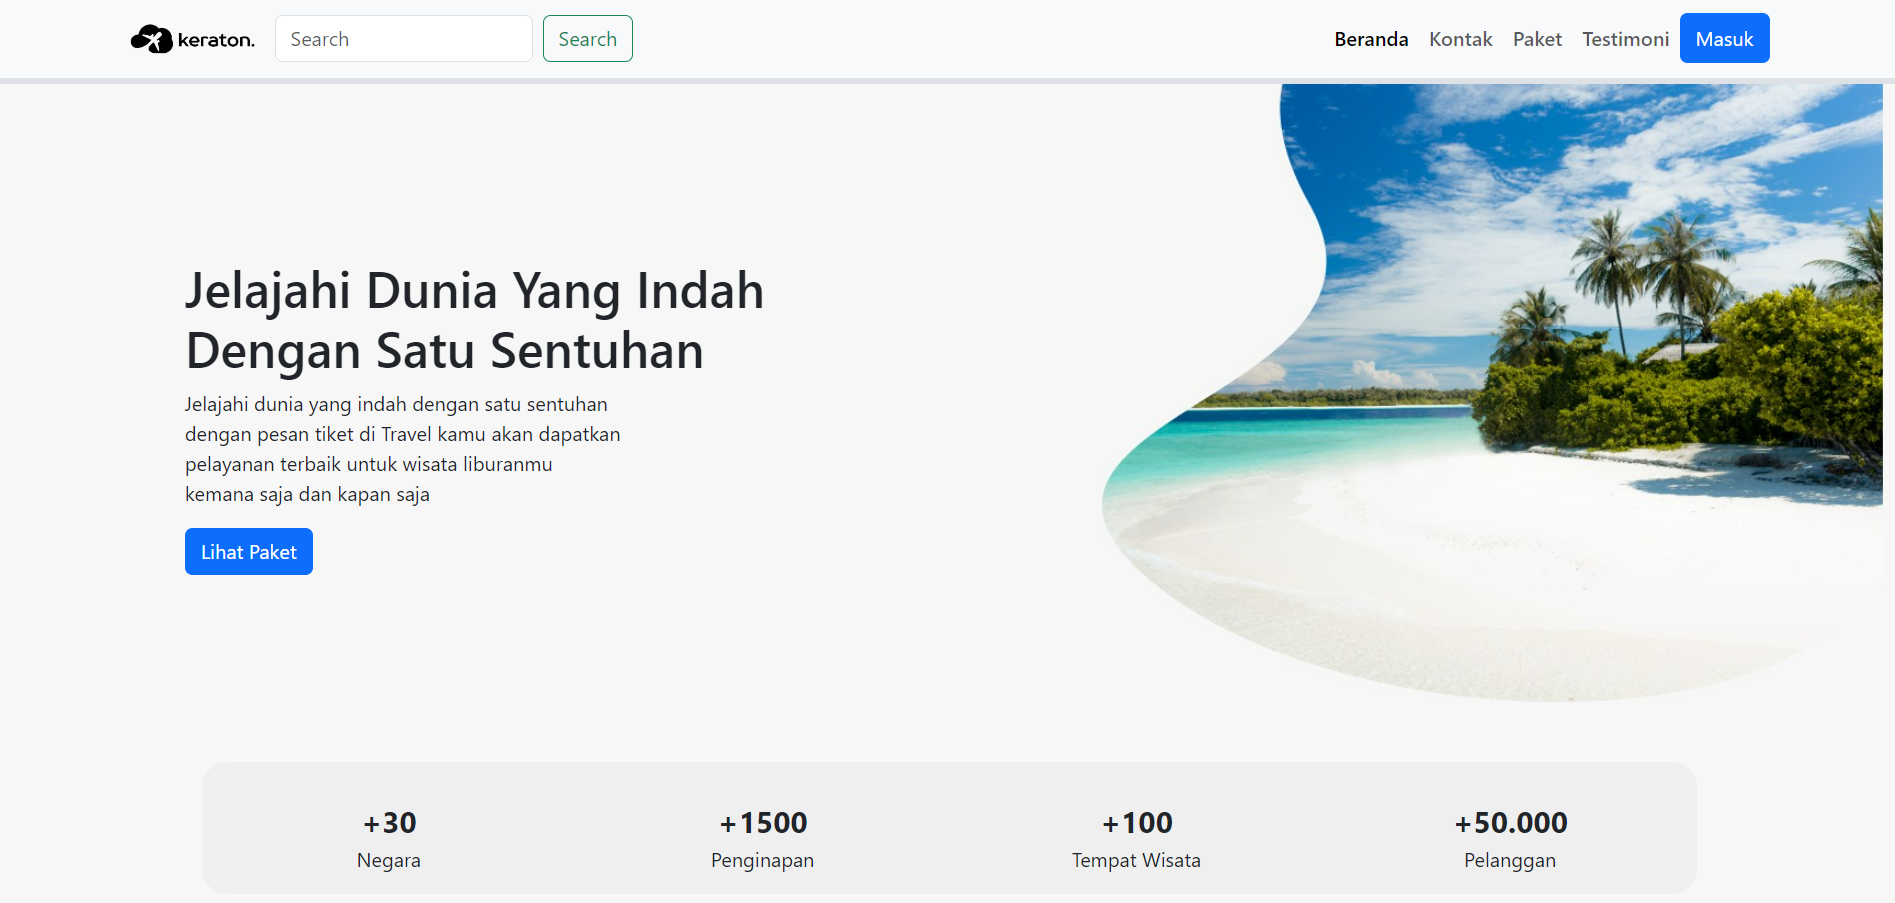 keraton.
Search
Search
Beranda
Kontak
Paket
Testimoni
Masuk
Jelajahi Dunia Yang Indah
Dengan Satu Sentuhan
Jelajahi dunia yang indah dengan satu sentuhan
dengan pesan tiket di Travel kamu akan dapatkan
pelayanan terbaik untuk wisata liburanmu
kemana saja dan kapan saja
Lihat Paket
+30
Negara
+1500
Penginapan
+100
Tempat Wisata
+50.000
Pelanggan